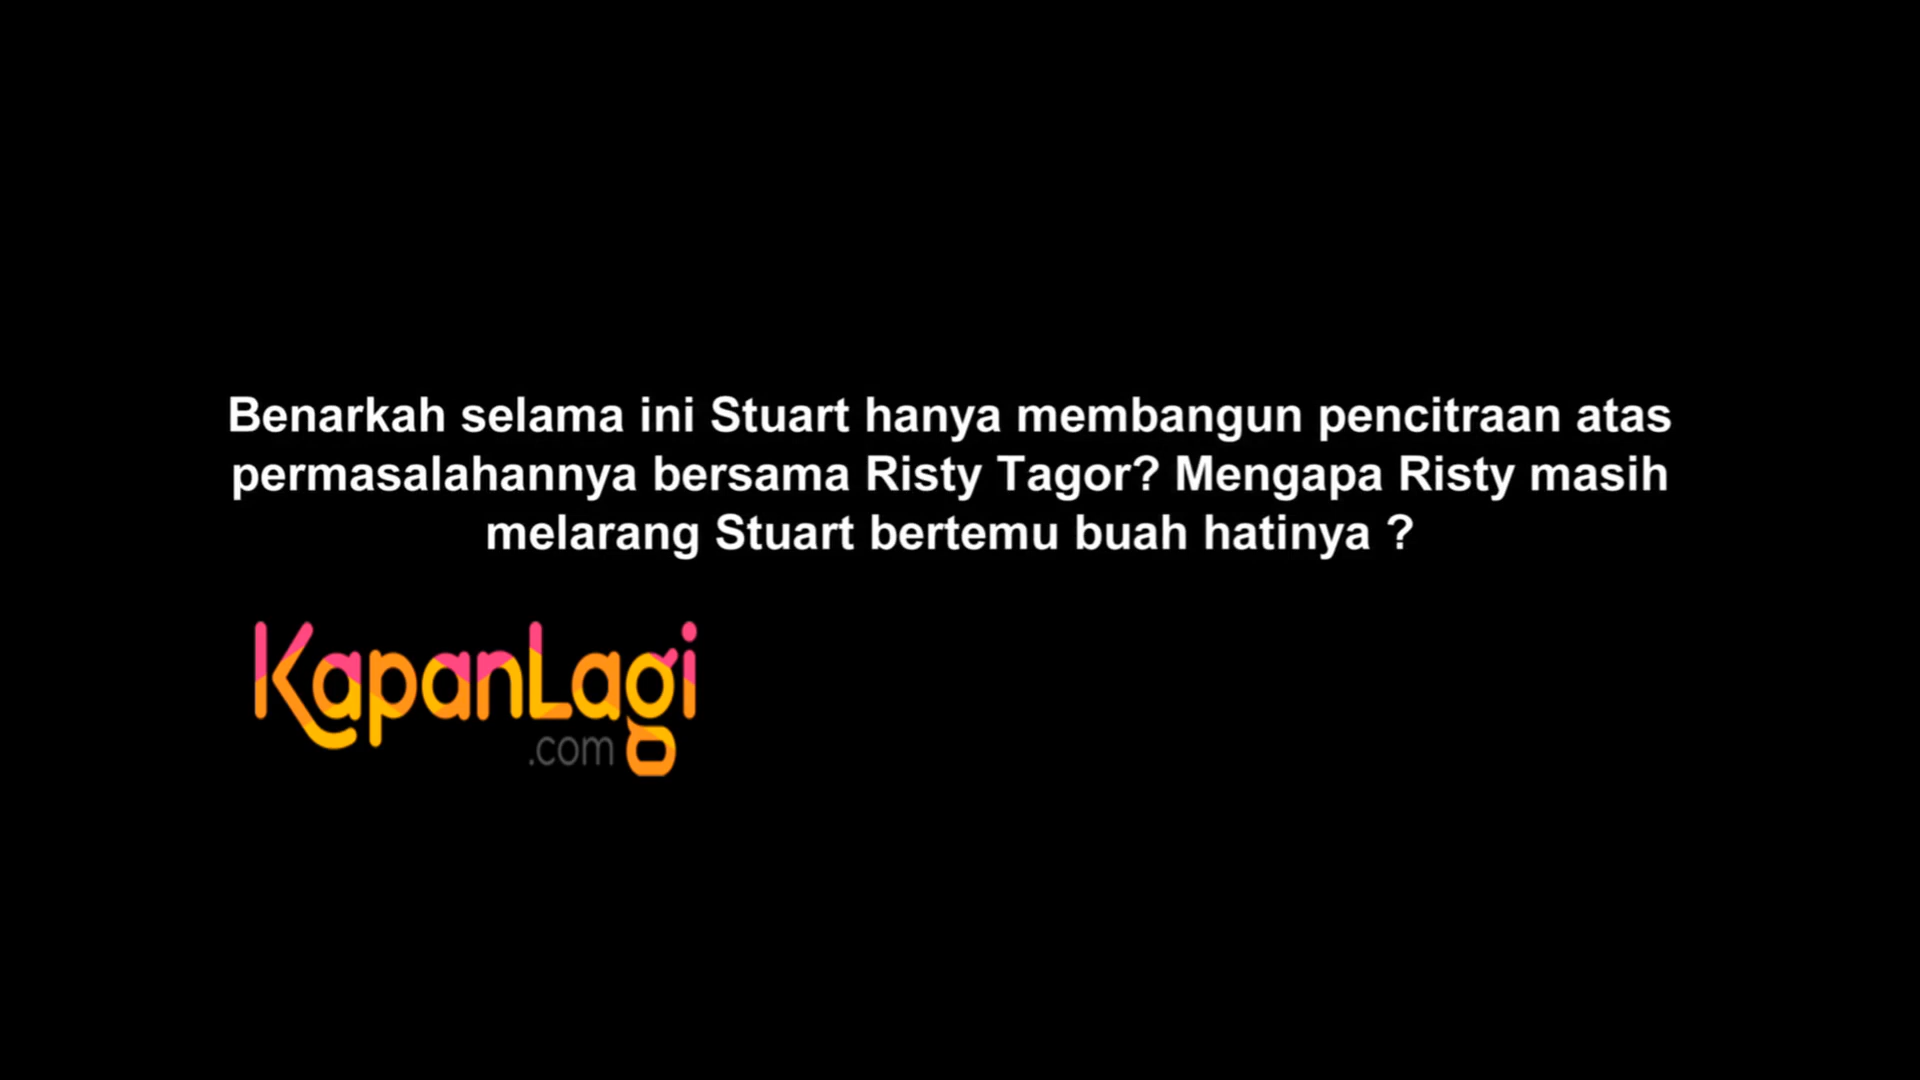 Benarkah selama ini Stuart hanya membangun pencitraan atas
permasalahannya bersama Risty Tagor? Mengapa Risty masih
melarang Stuart bertemu buah hatinya ?
KapanLagi
.com